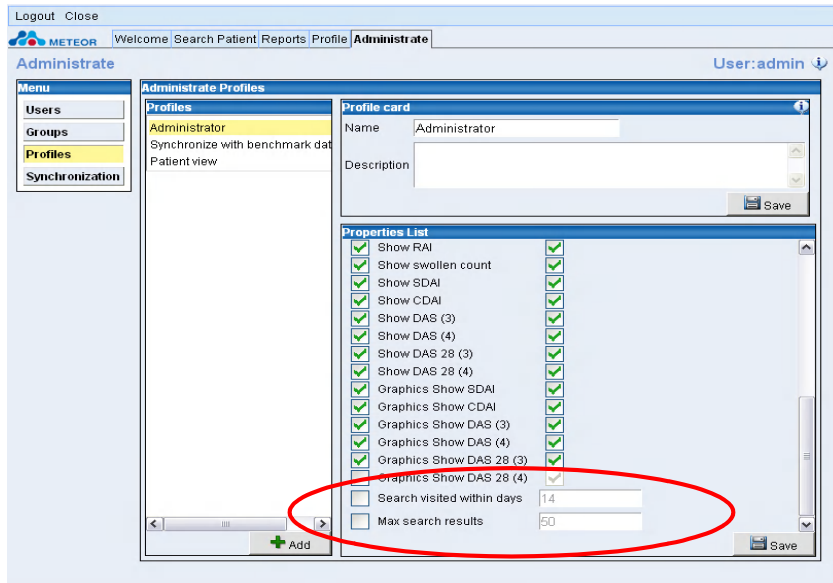 Logout Close
METEOR Welcome Search Patient Reports Profile Administrate
Administrate User:admin
Menu
Users
Groups
Profiles
Synchronization
Administrate Profiles
Profiles
Administrator
Synchronize with benchmark dat
Patient view
Add
Profile card
Name Administrator
Description
Save
Properties List
Show RAI
Show swollen count
Show SDAI
Show CDAI
Show DAS (3)
Show DAS (4)
Show DAS 28 (3)
Show DAS 28 (4)
Graphics Show SDAI
Graphics Show CDAI
Graphics Show DAS (3)
Graphics Show DAS (4)
Graphics Show DAS 28 (3)
Graphics Show DAS 28 (4)
Search visited within days 14
Max search results 50
Save